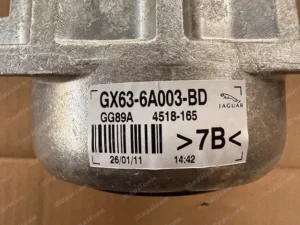 GX63-6A003-BD
JAGUAR
GG89A 4518-165
>7B<
26/01/11 14:42